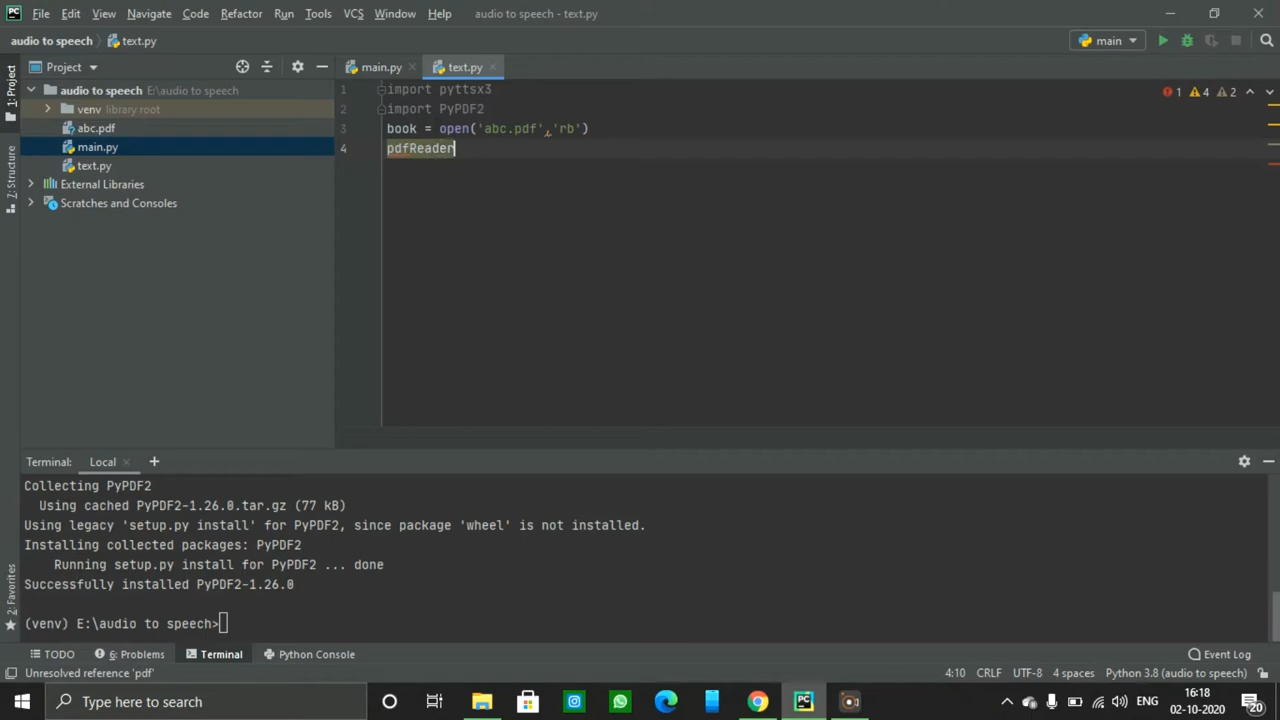 File Edit View Navigate Code Refactor Run Tools VCS Window Help audio to speech - text.py
audio to speech text.py main
1: Project
Project
main.py
text.py
audio to speech E:\audio to speech
venv library root
abc.pdf
main.py
text.py
External Libraries
Scratches and Consoles
1 import pyttsx3
2 import PyPDF2
3 book = open('abc.pdf','rb')
4 pdfReader
1 4 2
Z: Structure
2: Favorites
Terminal: Local +
Collecting PyPDF2
Using cached PyPDF2-1.26.0.tar.gz (77 kB)
Using legacy 'setup.py install' for PyPDF2, since package 'wheel' is not installed.
Installing collected packages: PyPDF2
Running setup.py install for PyPDF2 ... done
Successfully installed PyPDF2-1.26.0
(venv) E:\audio to speech>
TODO 6: Problems Terminal Python Console Event Log
Unresolved reference 'pdf' 4:10 CRLF UTF-8 4 spaces Python 3.8 (audio to speech)
Type here to search
ENG
16:18
02-10-2020
20